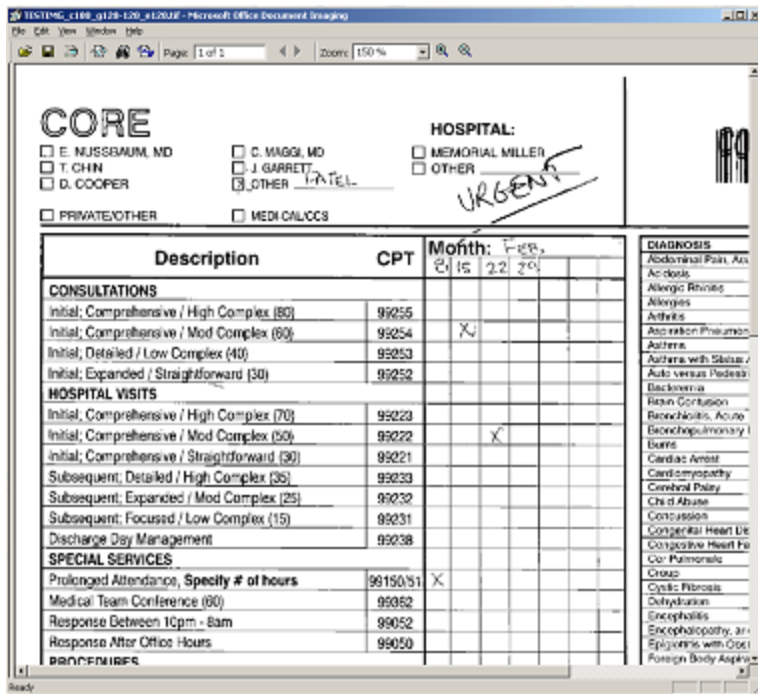 TESTIMG_c100_g128-128_e128.tif - Microsoft Office Document Imaging
File Edit View Window Help
Page: 1 of 1 Zoom: 150 %
CORE
HOSPITAL:
E. NUSSBAUM, MD C. MAGGI, MD MEMORIAL MILLER
T. CHIN J. GARRETT OTHER
D. COOPER OTHER PATEL
URGENT
PRIVATE/OTHER MEDI-CAL/CCS
Description CPT Month: Feb. DIAGNOSIS
8 15 22 29 Abdominal Pain, Acu
CONSULTATIONS Acidosis
Allergic Rhinitis
Initial; Comprehensive / High Complex (80) 99255 Allergies
Initial; Comprehensive / Mod Complex (60) 99254 X Arthritis
Aspiration Pneumon
Initial; Detailed / Low Complex (40) 99253 Asthma
Asthma with Status A
Initial; Expanded / Straightforward (30) 99252 Auto versus Pedestri
HOSPITAL VISITS Bacteremia
Brain Contusion
Initial; Comprehensive / High Complex (70) 99223 Bronchiolitis, Acute
Initial; Comprehensive / Mod Complex (50) 99222 X Bronchopulmonary
Burns
Initial; Comprehensive / Straightforward (30) 99221 Cardiac Arrest
Subsequent; Detailed / High Complex (35) 99233 Cardiomyopathy
Cerebral Palsy
Subsequent; Expanded / Mod Complex (25) 99232 Child Abuse
Subsequent; Focused / Low Complex (15) 99231 Concussion
Congenital Heart Dis
Discharge Day Management 99238 Congestive Heart Fa
SPECIAL SERVICES Cor Pulmonale
Croup
Prolonged Attendance, Specify # of hours 99150/51 X Cystic Fibrosis
Medical Team Conference (60) 99362 Dehydration
Encephalitis
Response Between 10pm - 8am 99052 Encephalopathy, an
Response After Office Hours 99050 Epiglottitis with Obs
PROCEDURES Foreign Body Aspira
Ready